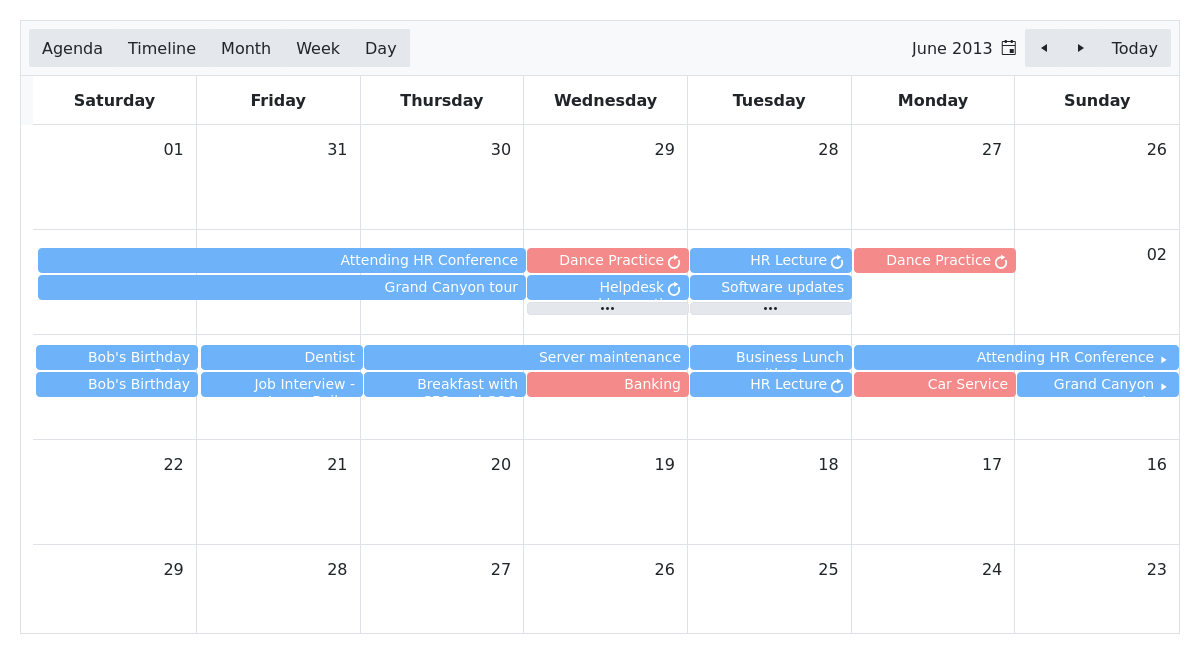 Agenda Timeline Month Week Day June 2013 Today
Saturday Friday Thursday Wednesday Tuesday Monday Sunday
01 31 30 29 28 27 26
02
Attending HR Conference Dance Practice HR Lecture Dance Practice
Grand Canyon tour Helpdesk Software updates
•••  •••
Bob's Birthday Dentist Server maintenance Business Lunch Attending HR Conference
Bob's Birthday Job Interview - Breakfast with Banking HR Lecture Car Service Grand Canyon
22 21 20 19 18 17 16
29 28 27 26 25 24 23